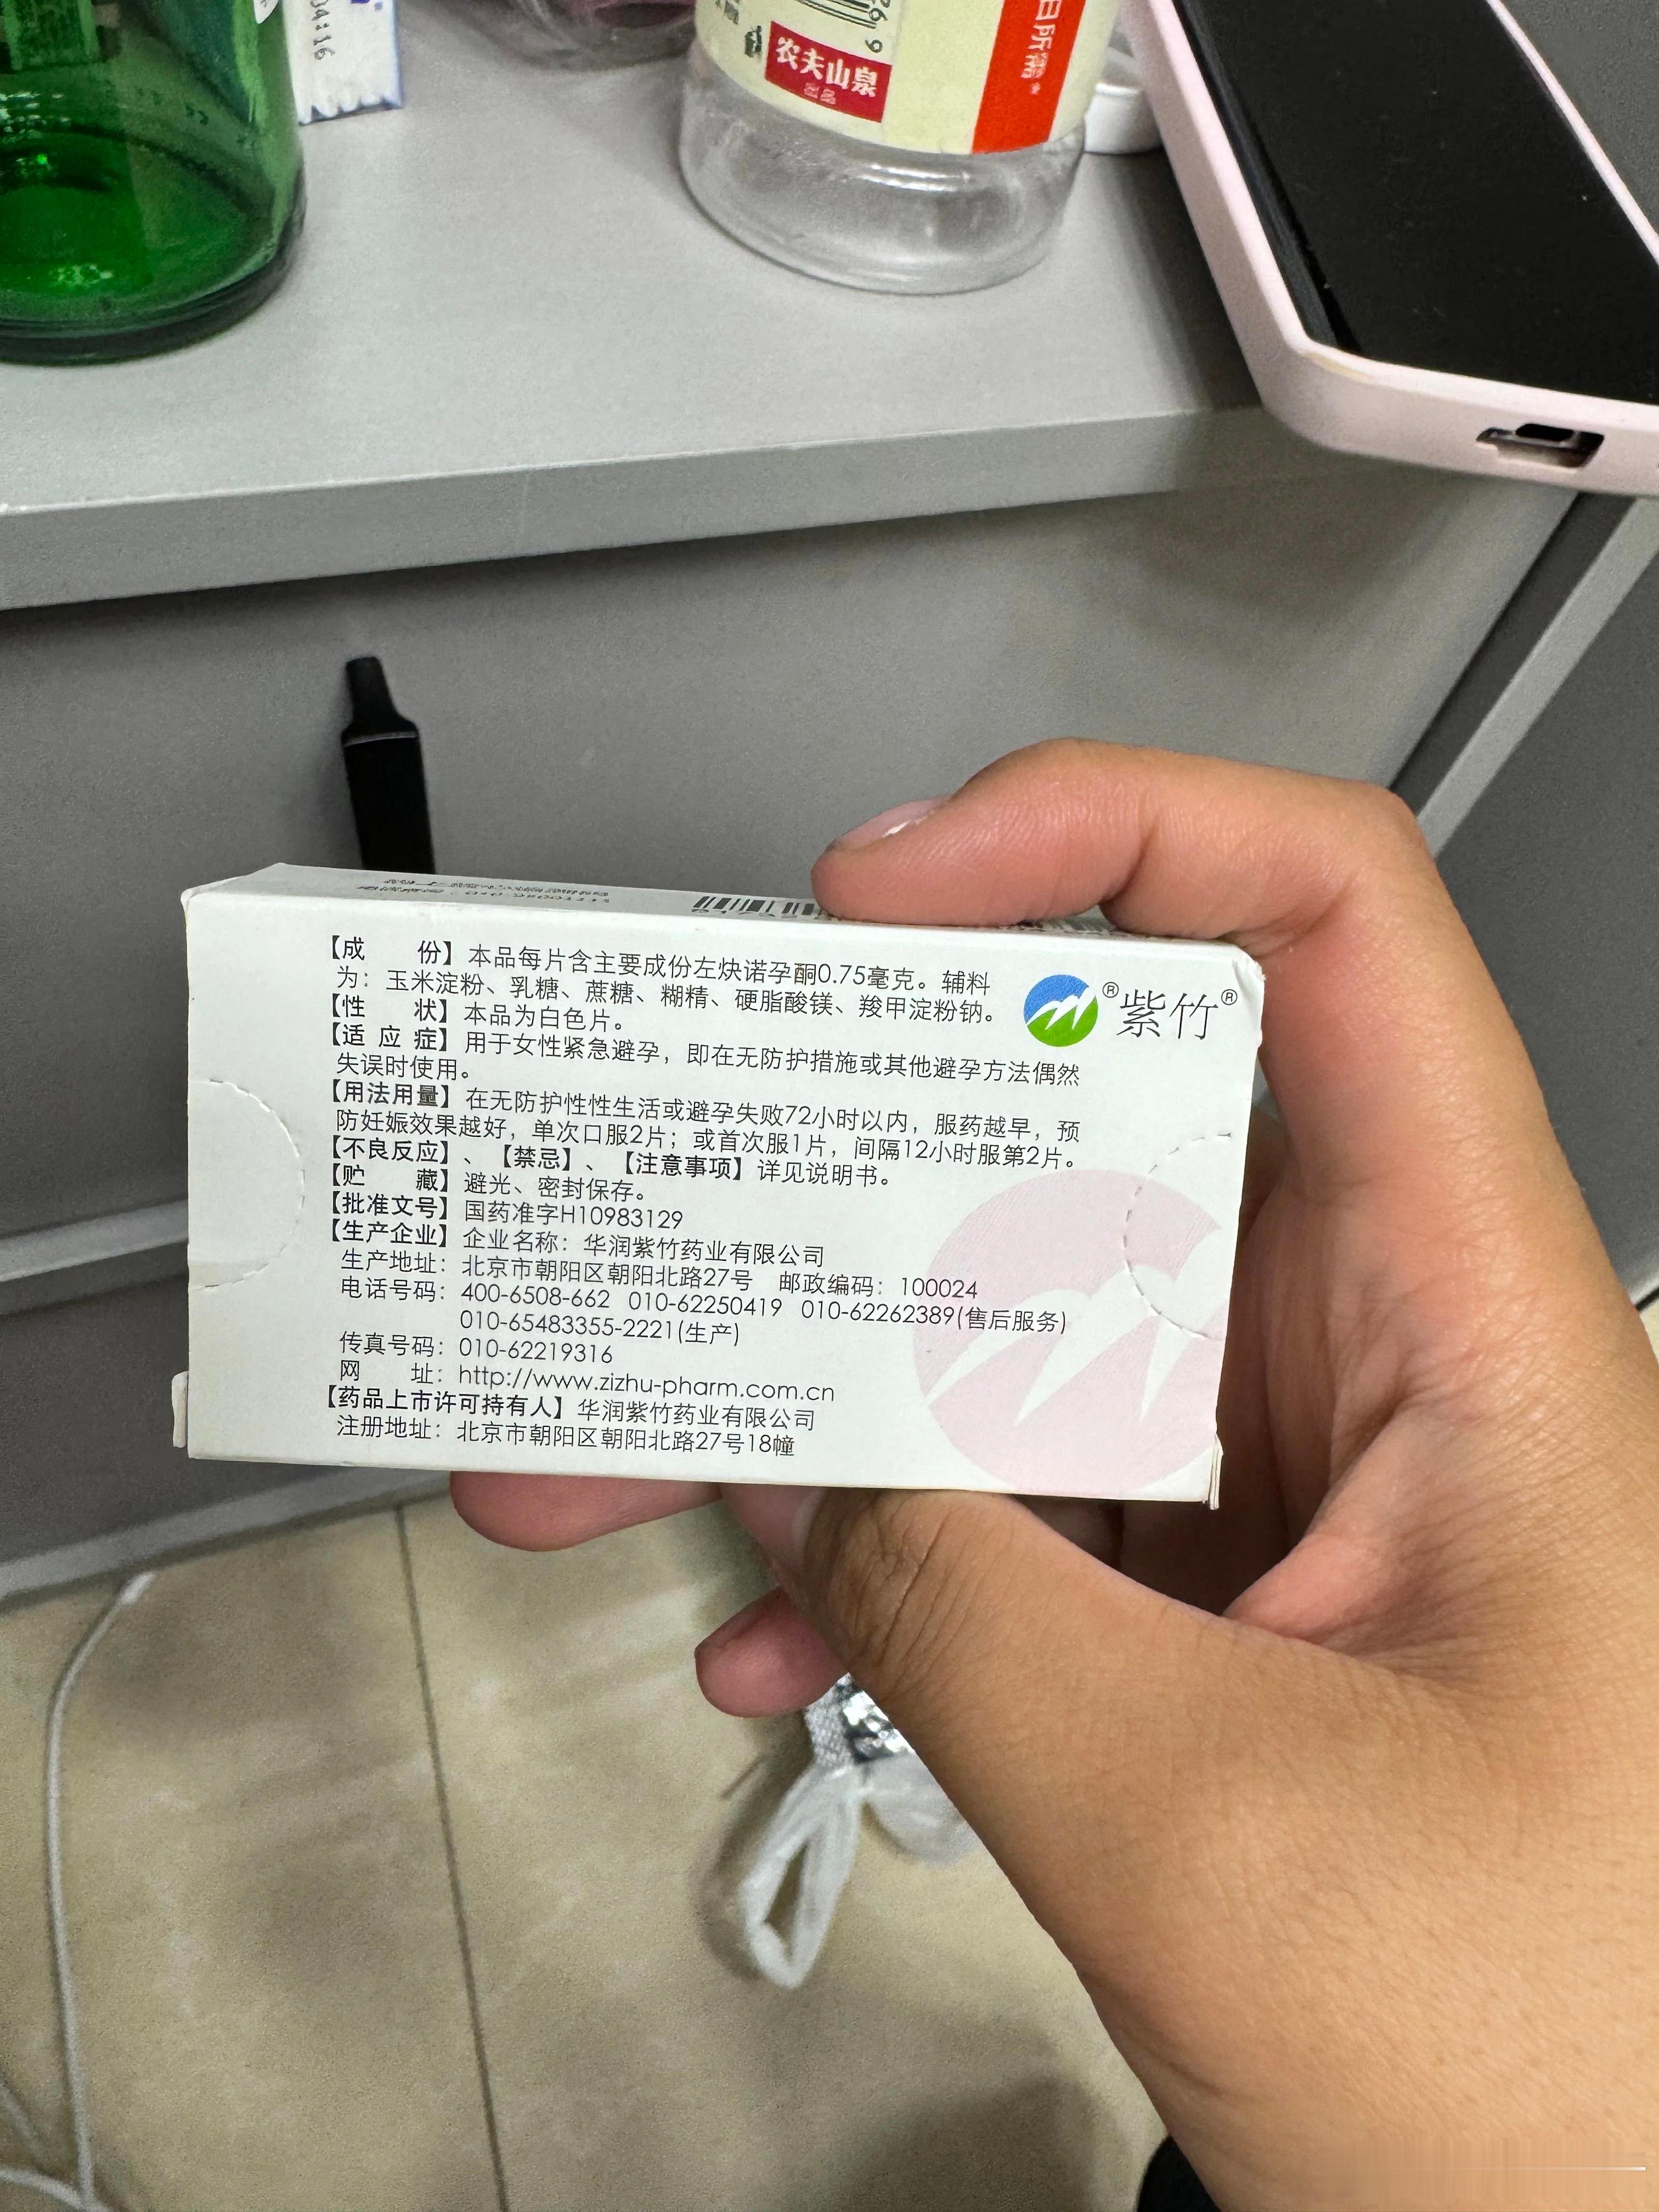 04:16
农夫山泉
日所需*
【成　份】本品每片含主要成份左炔诺孕酮0.75毫克。辅料
为：玉米淀粉、乳糖、蔗糖、糊精、硬脂酸镁、羧甲淀粉钠。
®紫竹®
【性　状】本品为白色片。
【适 应 症】用于女性紧急避孕，即在无防护措施或其他避孕方法偶然
失误时使用。
【用法用量】在无防护性性生活或避孕失败72小时以内，服药越早，预
防妊娠效果越好，单次口服2片；或首次服1片，间隔12小时服第2片。
【不良反应】、【禁忌】、【注意事项】详见说明书。
【贮　藏】避光、密封保存。
【批准文号】国药准字H10983129
【生产企业】企业名称：华润紫竹药业有限公司
生产地址：北京市朝阳区朝阳北路27号　邮政编码：100024
电话号码：400-6508-662 010-62250419 010-62262389(售后服务)
010-65483355-2221(生产)
传真号码：010-62219316
网　址：http://www.zizhu-pharm.com.cn
【药品上市许可持有人】华润紫竹药业有限公司
注册地址：北京市朝阳区朝阳北路27号18幢